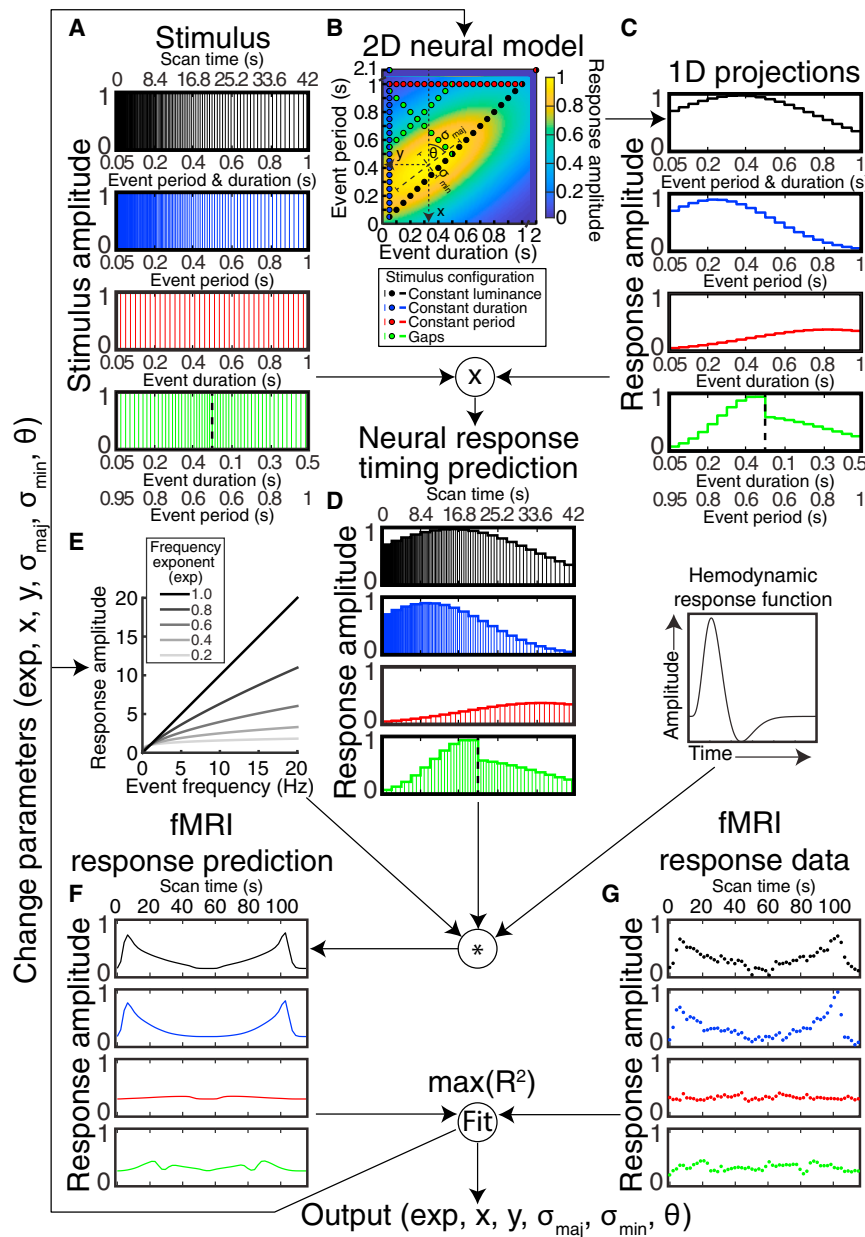 Change parameters (exp, x, y, σmaj, σmin, θ)
A
Stimulus
Scan time (s)
0 8.4 16.8 25.2 33.6 42
Stimulus amplitude
1
0
0.05 0.2 0.4 0.6 0.8 1
Event period & duration (s)
1
0
0.05 0.2 0.4 0.6 0.8 1
Event period (s)
1
0
0.05 0.2 0.4 0.6 0.8 1
Event duration (s)
1
0
0.05 0.2 0.4 0.1 0.3 0.5
Event duration (s)
0.95 0.8 0.6 0.6 0.8 1
Event period (s)
B
2D neural model
Event period (s)
2.1
1
0.8
0.6
0.4
0.2
0
y
θ
σmaj
σmin
x
0 0.2 0.4 0.6 0.8 1 1.2
Event duration (s)
1
0.8
0.6
0.4
0.2
0
Response amplitude
Stimulus configuration
Constant luminance
Constant duration
Constant period
Gaps
C
1D projections
Response amplitude
1
0
0.05 0.2 0.4 0.6 0.8 1
Event period & duration (s)
1
0
0.05 0.2 0.4 0.6 0.8 1
Event period (s)
1
0
0.05 0.2 0.4 0.6 0.8 1
Event duration (s)
1
0
0.05 0.2 0.4 0.1 0.3 0.5
Event duration (s)
0.95 0.8 0.6 0.6 0.8 1
Event period (s)
x
Neural response
timing prediction
D
Scan time (s)
0 8.4 16.8 25.2 33.6 42
Response amplitude
1
0
1
0
1
0
1
0
E
Frequency
exponent
(exp)
1.0
0.8
0.6
0.4
0.2
Response amplitude
20
15
10
5
0
0 5 10 15 20
Event frequency (Hz)
Hemodynamic
response function
Amplitude
Time
*
fMRI
response prediction
F
Scan time (s)
0 20 40 60 80 100
Response amplitude
1
0
1
0
1
0
1
0
fMRI
response data
G
Scan time (s)
0 20 40 60 80 100
Response amplitude
1
0
1
0
1
0
1
0
max(R²)
Fit
Output (exp, x, y, σmaj, σmin, θ)